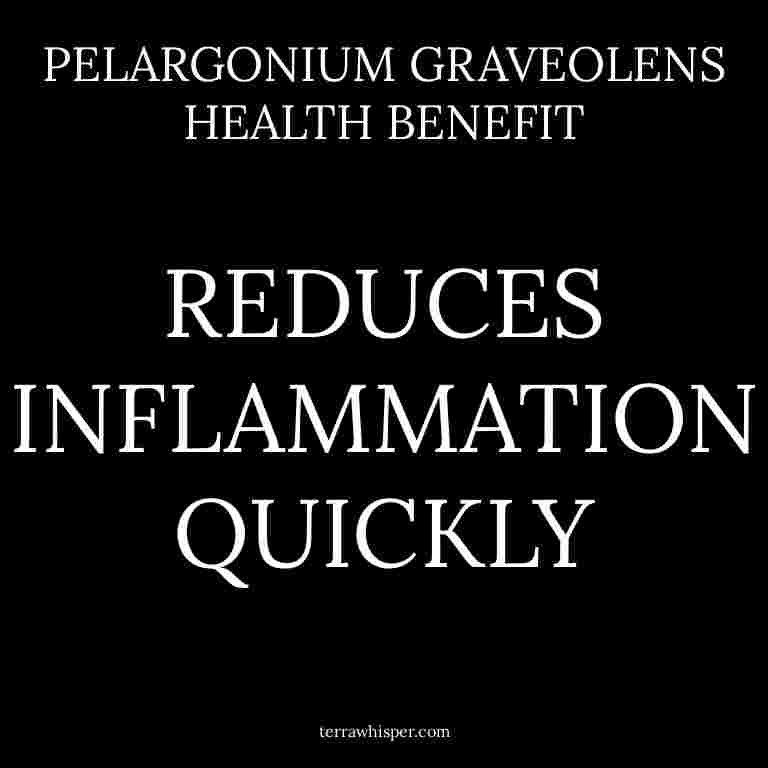 PELARGONIUM GRAVEOLENS
HEALTH BENEFIT
REDUCES
INFLAMMATION
QUICKLY
terrawhisper.com